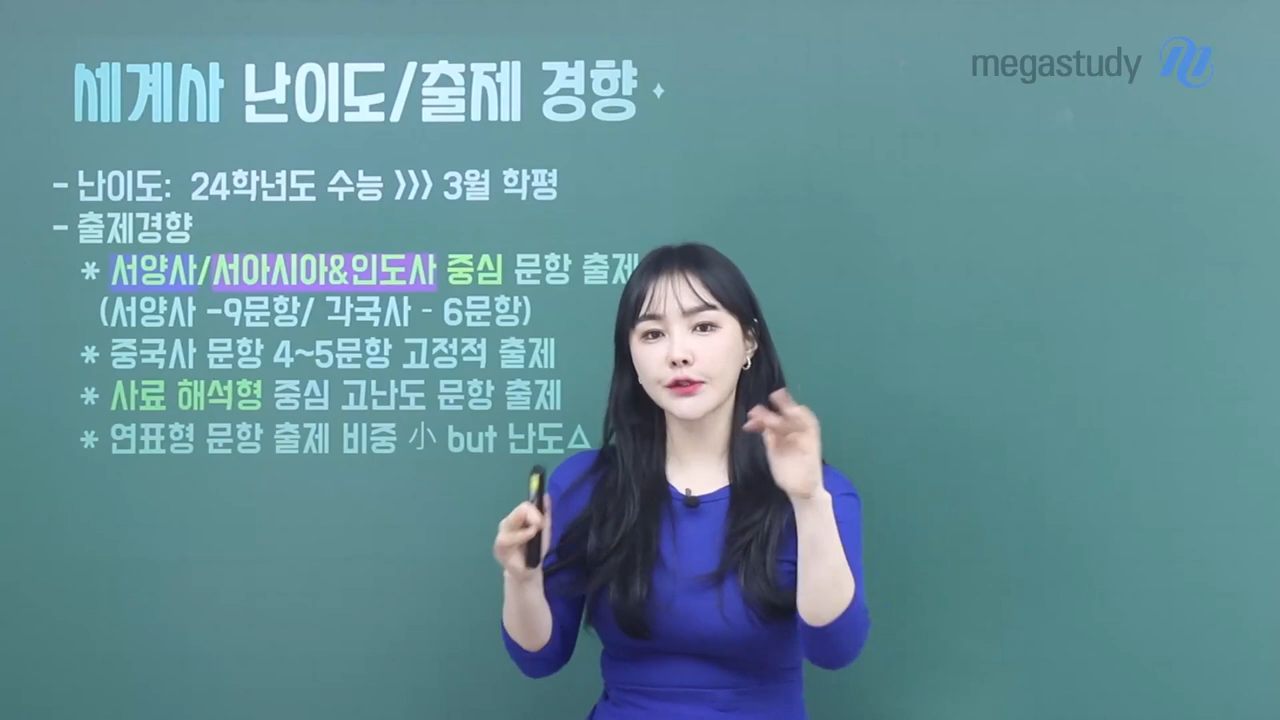 세계사 난이도/출제 경향
megastudy
- 난이도: 24학년도 수능 >>> 3월 학평
- 출제경향
* 서양사/서아시아&인도사 중심 문항 출제
(서양사 -9문항/ 각국사 - 6문항)
* 중국사 문항 4~5문항 고정적 출제
* 사료 해석형 중심 고난도 문항 출제
* 연표형 문항 출제 비중 小 but 난도△